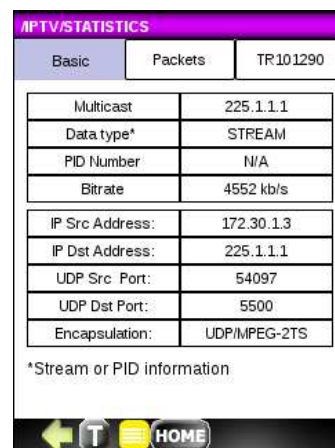 /IPTV/STATISTICS
Basic Packets TR101290
Multicast 225.1.1.1
Data type* STREAM
PID Number N/A
Bitrate 4552 kb/s
IP Src Address: 172.30.1.3
IP Dst Address: 225.1.1.1
UDP Src Port: 54097
UDP Dst Port: 5500
Encapsulation: UDP/MPEG-2TS
*Stream or PID information
T HOME